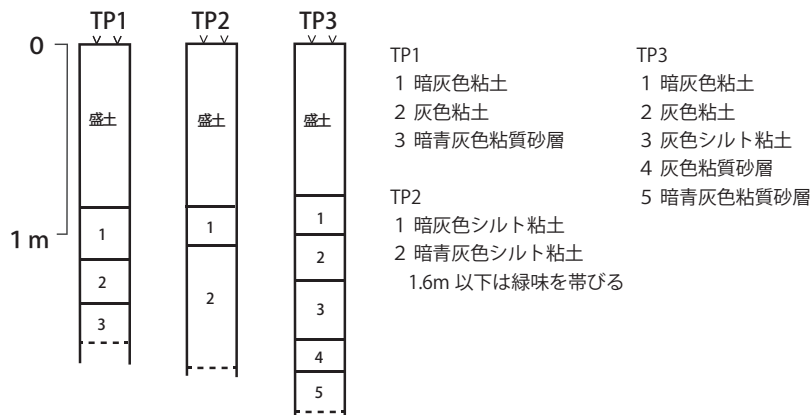 TP1 TP2 TP3
0
盛土 盛土 盛土
1 m
1 1 1
2 2 2
3 3
4
5
TP1
1 暗灰色粘土
2 灰色粘土
3 暗青灰色粘質砂層
TP2
1 暗灰色シルト粘土
2 暗青灰色シルト粘土
1.6m 以下は緑味を帯びる
TP3
1 暗灰色粘土
2 灰色粘土
3 灰色シルト粘土
4 灰色粘質砂層
5 暗青灰色粘質砂層